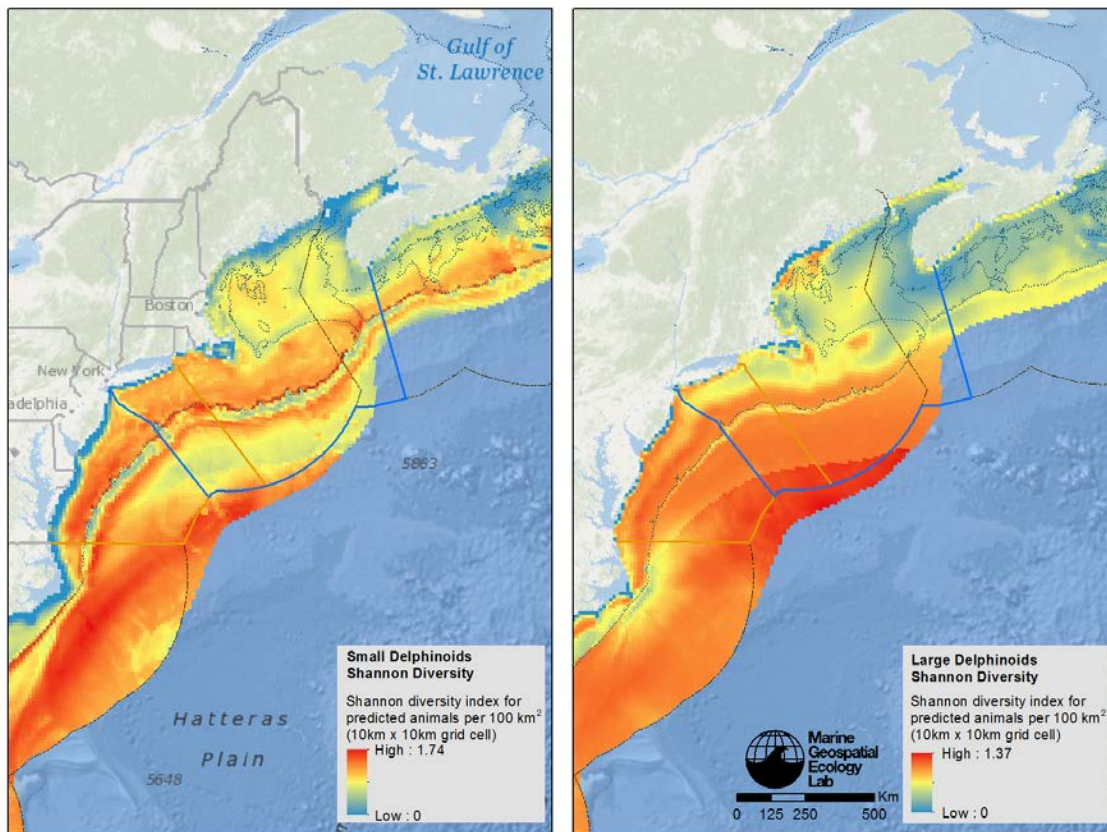 Gulf of
St. Lawrence
Boston
New York
adelphia
5863
Hatteras
Plain
5648
Small Delphinoids
Shannon Diversity
Shannon diversity index for
predicted animals per 100 km²
(10km x 10km grid cell)
High : 1.74
Low : 0
E
Large Delphinoids
Shannon Diversity
Shannon diversity index for
predicted animals per 100 km²
(10km x 10km grid cell)
High : 1.37
Low : 0
Marine
Geospatial
Ecology
Lab
Km
0 125 250 500